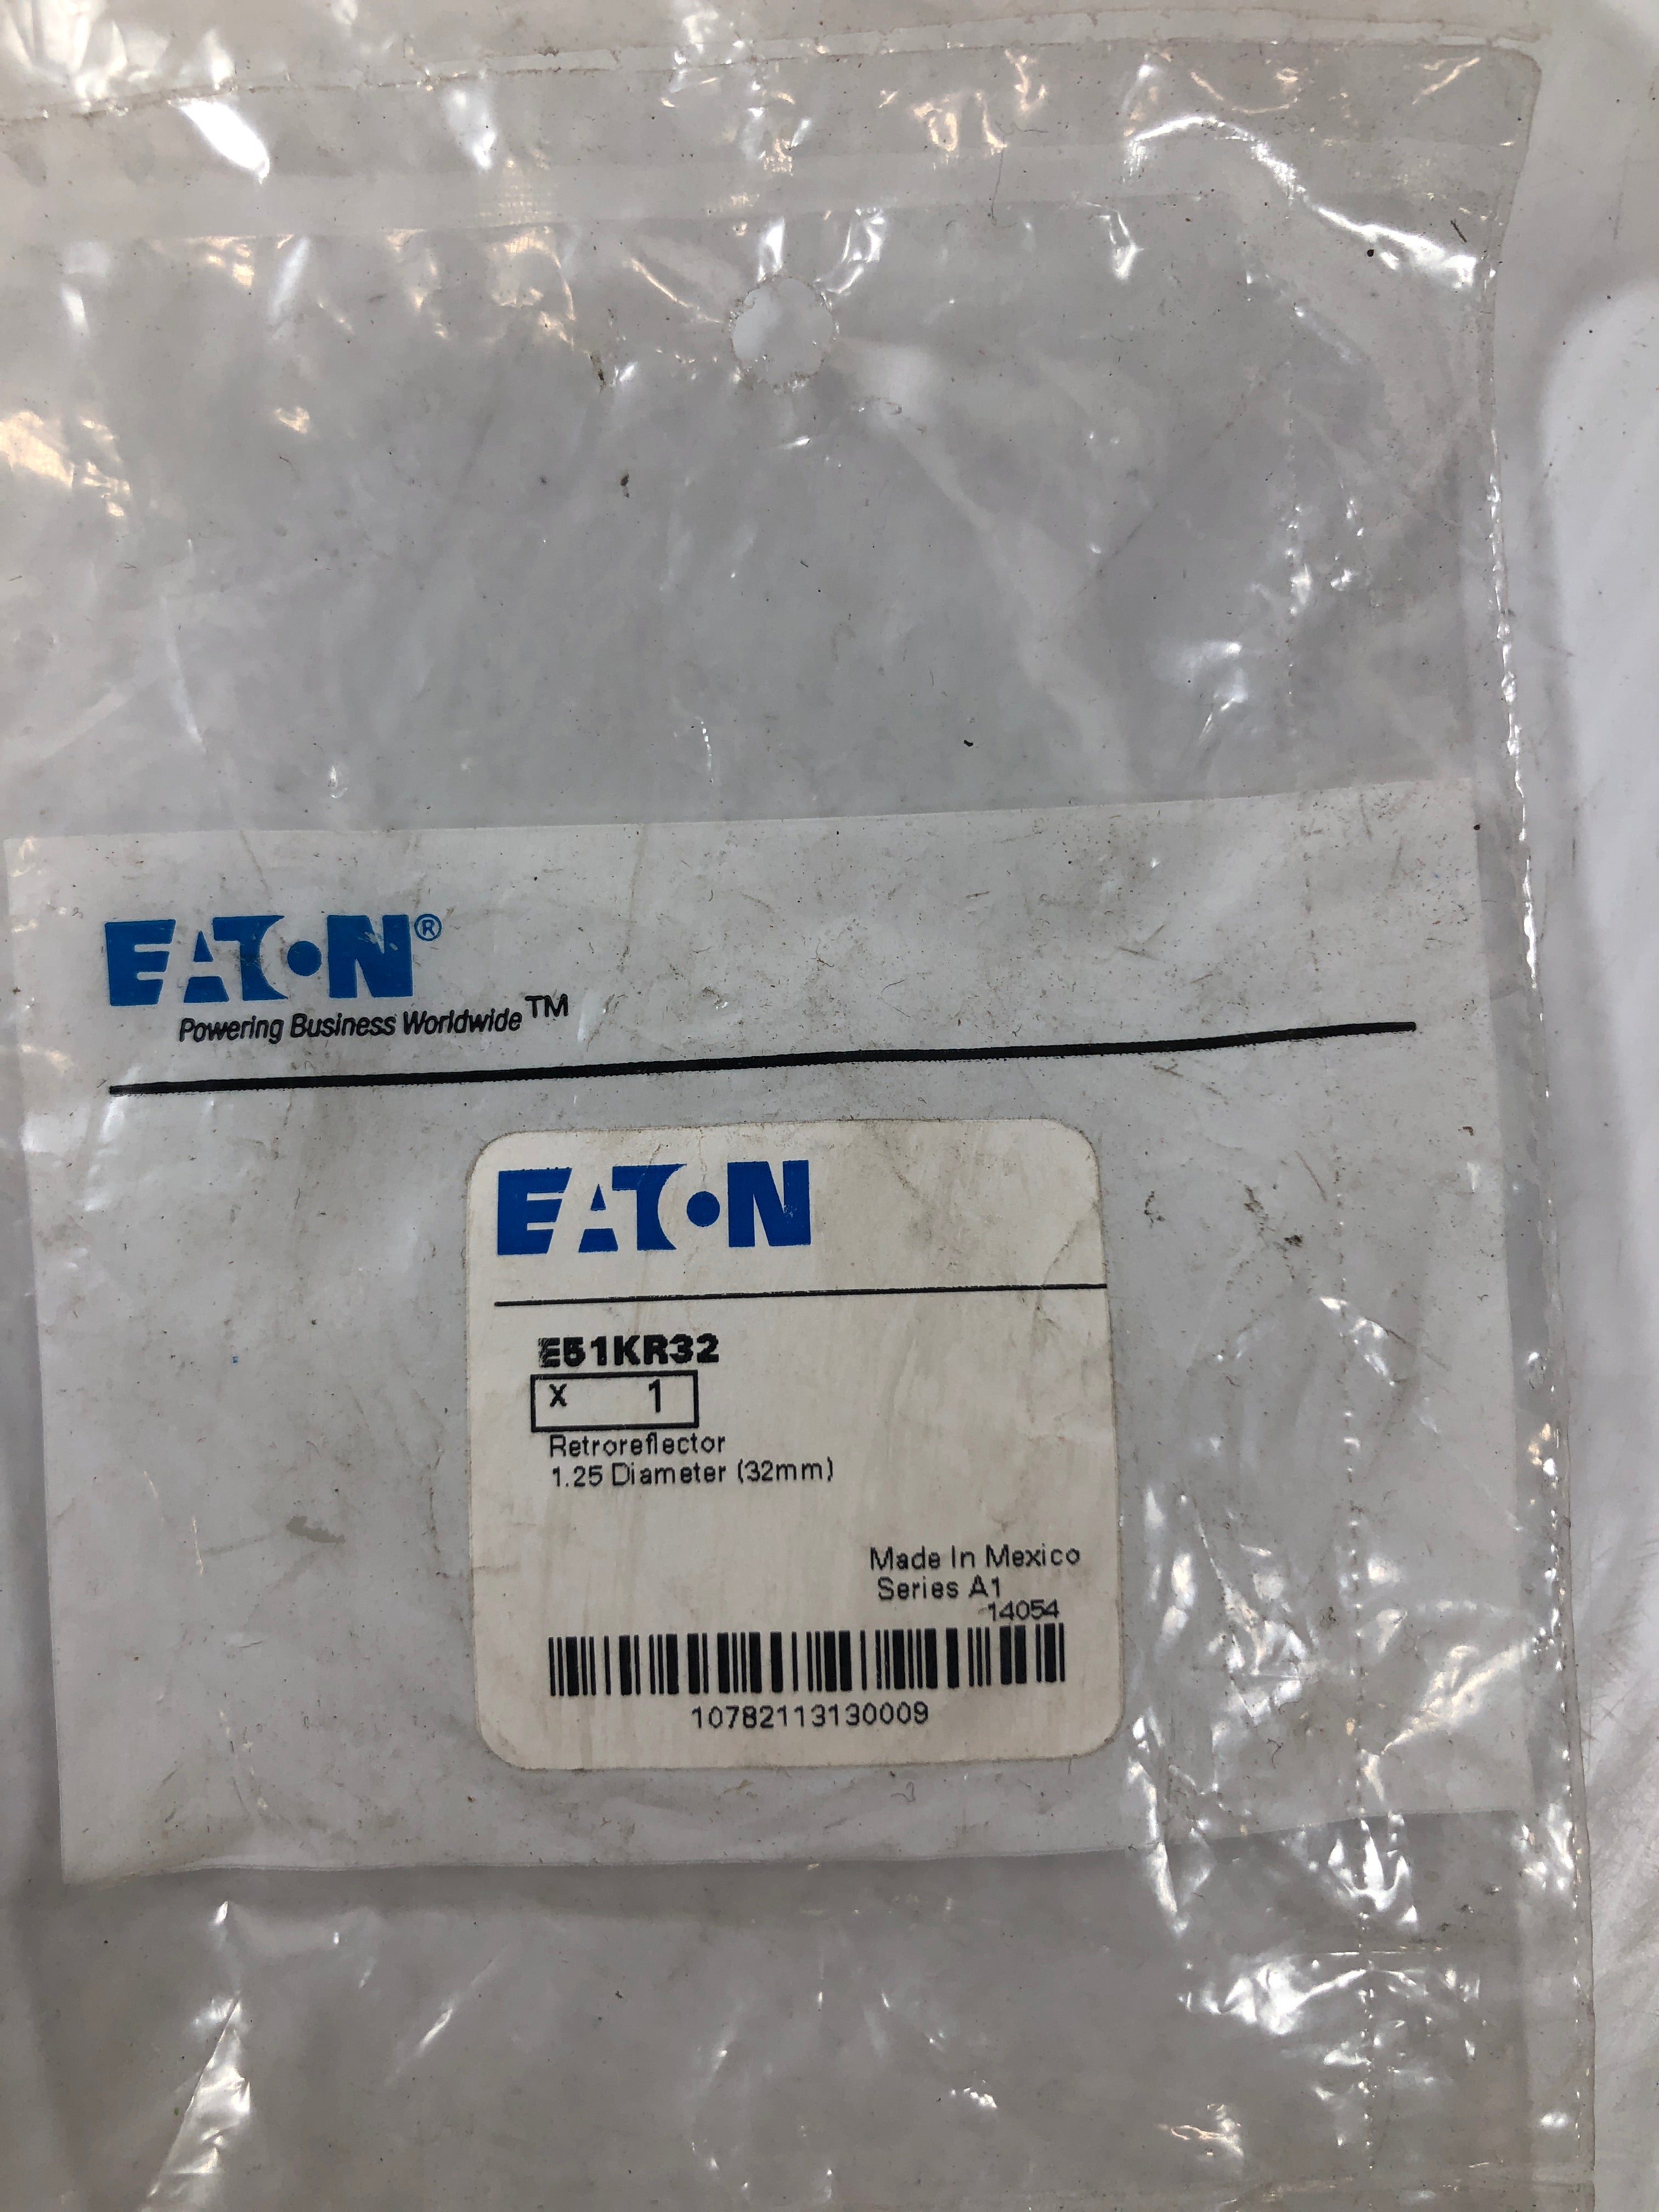 EATON®
Powering Business Worldwide™
EATON
E51KR32
x 1
Retroreflector
1.25 Diameter (32mm)
Made In Mexico
Series A1
14054
10782113130009